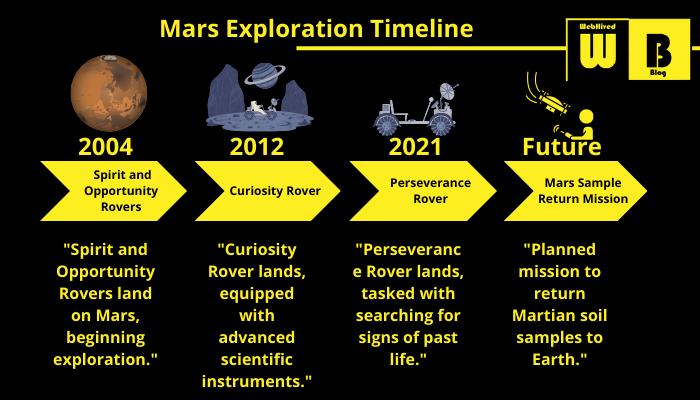 Mars Exploration Timeline
WebHived
W
B
Blog
2004
Spirit and
Opportunity
Rovers
"Spirit and
Opportunity
Rovers land
on Mars,
beginning
exploration."
2012
Curiosity Rover
"Curiosity
Rover lands,
equipped
with
advanced
scientific
instruments."
2021
Perseverance
Rover
"Perseveranc
e Rover lands,
tasked with
searching for
signs of past
life."
Future
Mars Sample
Return Mission
"Planned
mission to
return
Martian soil
samples to
Earth."